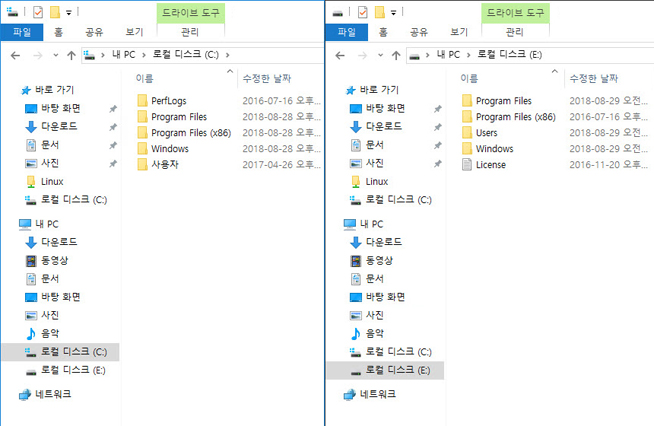 드라이브 도구
파일 홈 공유 보기 관리
내 PC > 로컬 디스크 (C:) >
이름 수정한 날짜
바로 가기
바탕 화면
다운로드
문서
사진
Linux
로컬 디스크 (C:)
내 PC
다운로드
동영상
문서
바탕 화면
사진
음악
로컬 디스크 (C:)
로컬 디스크 (E:)
네트워크
PerfLogs 2016-07-16 오후...
Program Files 2018-08-28 오후...
Program Files (x86) 2018-08-28 오후...
Windows 2018-08-28 오후...
사용자 2017-04-26 오후...
드라이브 도구
파일 홈 공유 보기 관리
내 PC > 로컬 디스크 (E:) >
이름 수정한 날짜
바로 가기
바탕 화면
다운로드
문서
사진
Linux
로컬 디스크 (C:)
내 PC
다운로드
동영상
문서
바탕 화면
사진
음악
로컬 디스크 (C:)
로컬 디스크 (E:)
네트워크
Program Files 2018-08-29 오전...
Program Files (x86) 2016-07-16 오후...
Users 2018-08-29 오전...
Windows 2018-08-29 오전...
License 2016-11-20 오후...